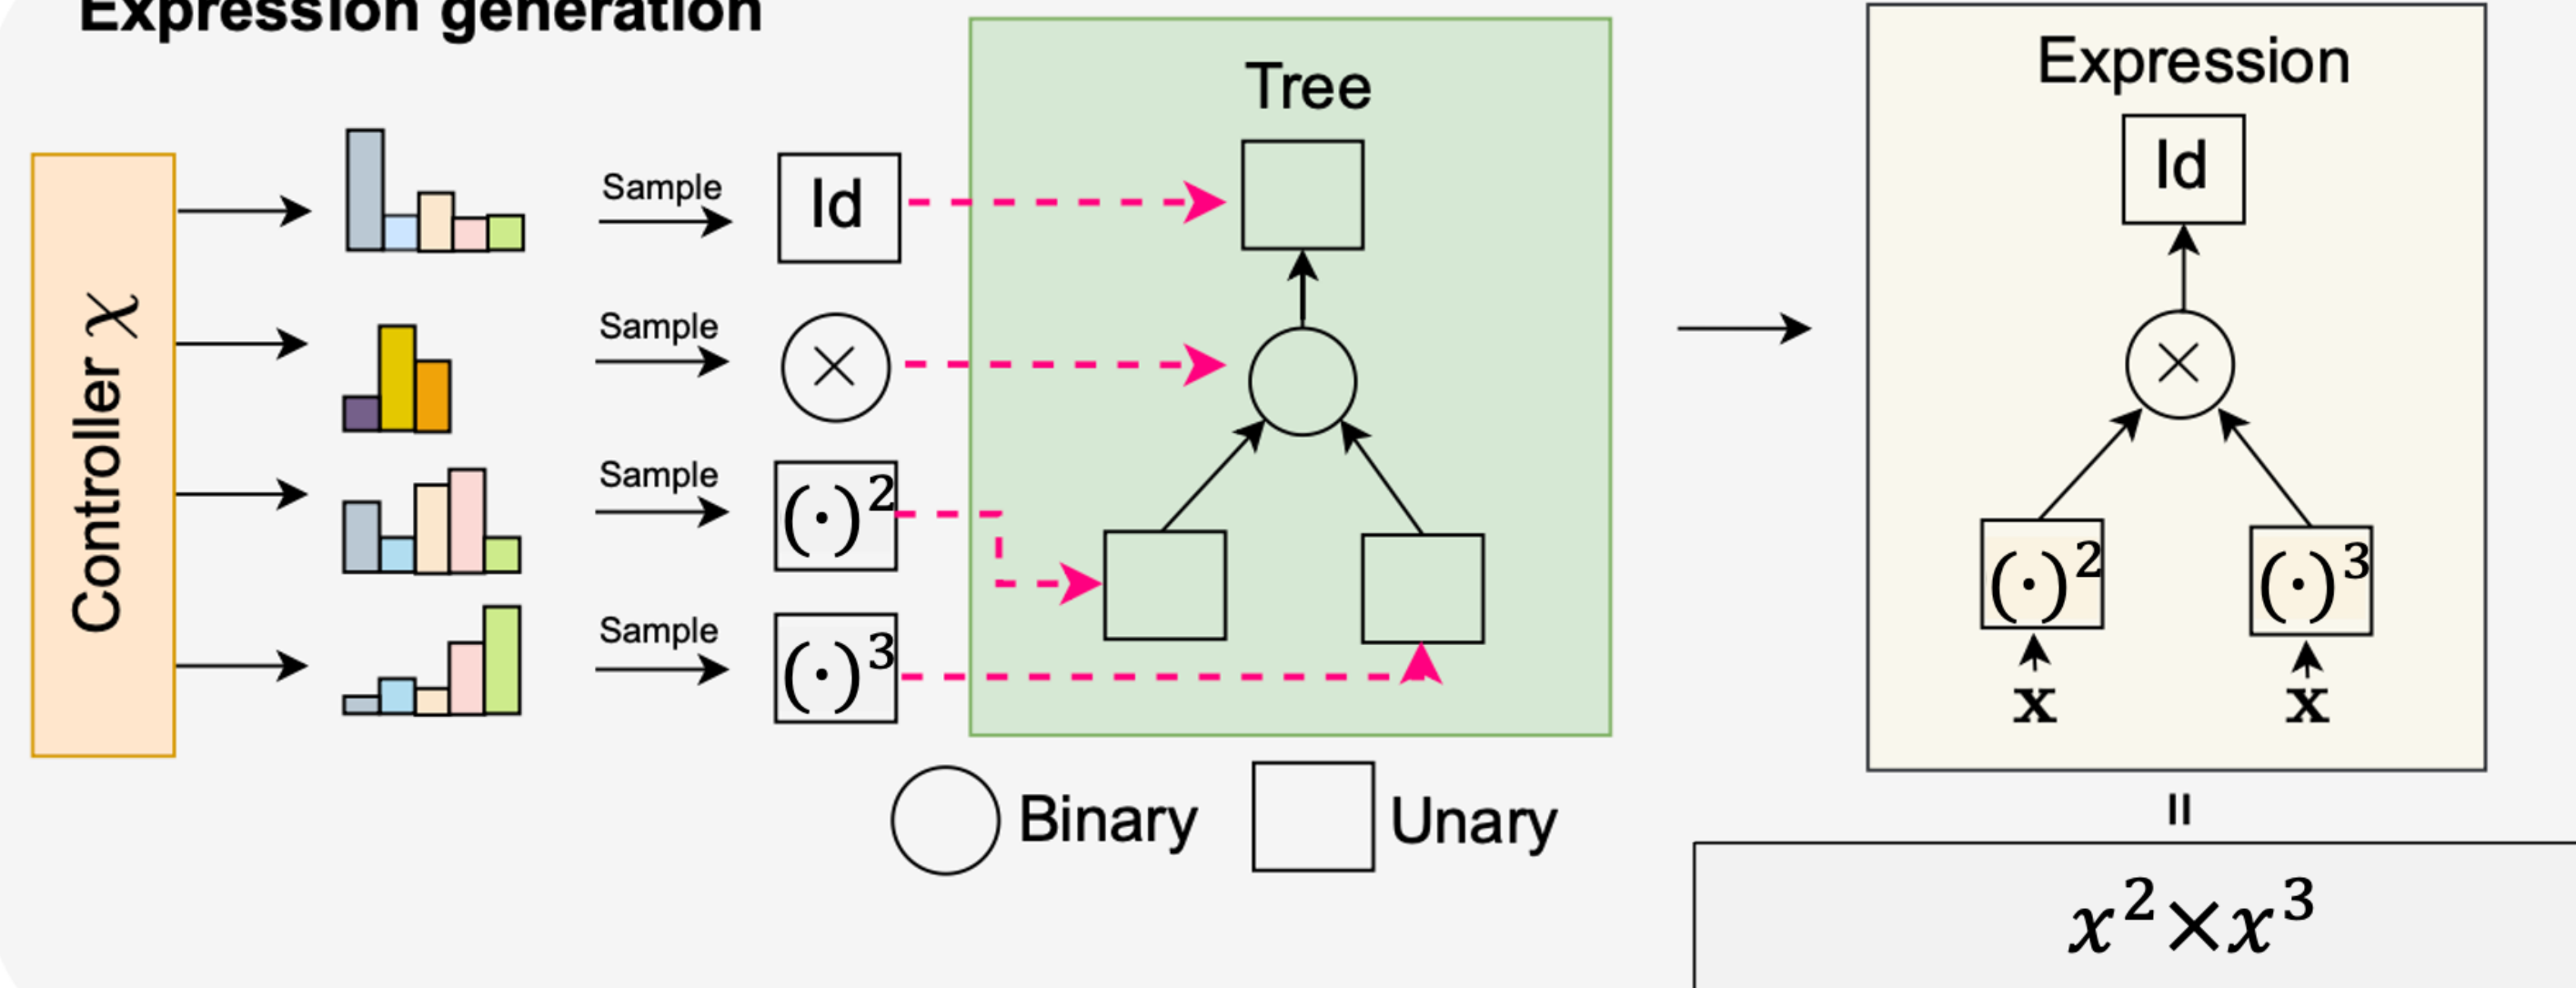 Expression generation
Controller χ
Sample
Id
Sample
×
Sample
(·)²
Sample
(·)³
Tree
Binary
Unary
Expression
Id
×
(·)²
(·)³
x
x
=
x²×x³